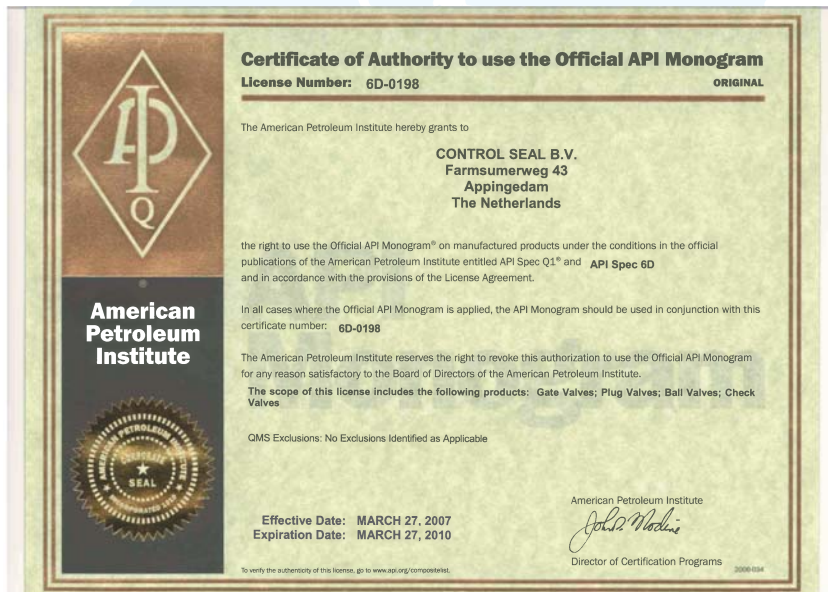 Certificate of Authority to use the Official API Monogram
License Number: 6D-0198
ORIGINAL
The American Petroleum Institute hereby grants to
CONTROL SEAL B.V.
Farmsumerweg 43
Appingedam
The Netherlands
the right to use the Official API Monogram® on manufactured products under the conditions in the official
publications of the American Petroleum Institute entitled API Spec Q1® and API Spec 6D
and in accordance with the provisions of the License Agreement.
In all cases where the Official API Monogram is applied, the API Monogram should be used in conjunction with this
certificate number: 6D-0198
The American Petroleum Institute reserves the right to revoke this authorization to use the Official API Monogram
for any reason satisfactory to the Board of Directors of the American Petroleum Institute.
The scope of this license includes the following products: Gate Valves; Plug Valves; Ball Valves; Check
Valves
QMS Exclusions: No Exclusions Identified as Applicable
Effective Date: MARCH 27, 2007
Expiration Date: MARCH 27, 2010
To verify the authenticity of this license, go to www.api.org/compositelist.
American Petroleum Institute
Director of Certification Programs
API
Q
American
Petroleum
Institute
AMERICAN PETROLEUM INSTITUTE
CORPORATE
SEAL
Monogram